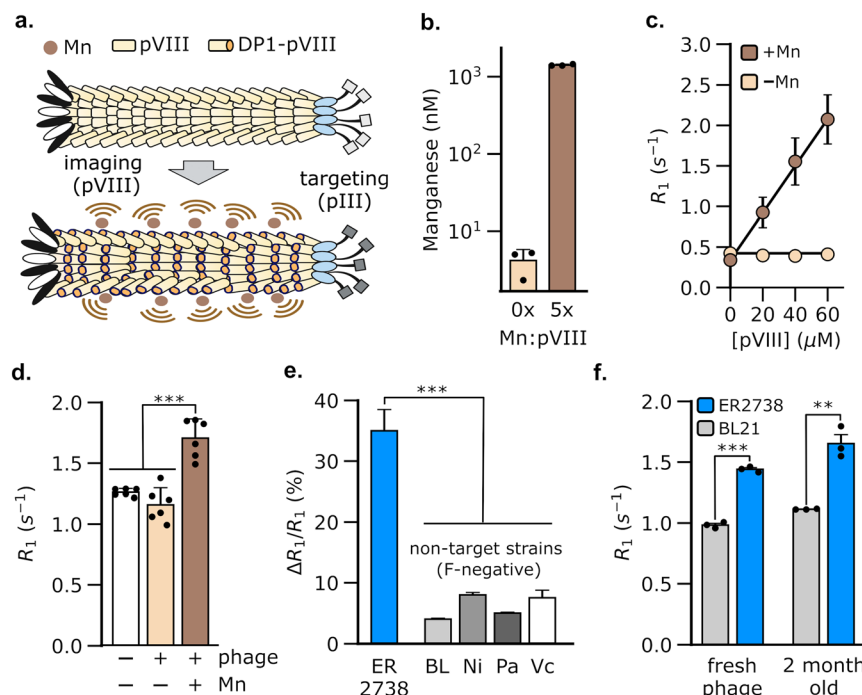 a.
Mn pVIII DP1-pVIII
imaging
(pVIII)
targeting
(pIII)
b.
Manganese (nM)
10³
10²
10¹
0x 5x
Mn:pVIII
c.
+Mn
−Mn
R₁ (s⁻¹)
3.0
2.5
2.0
1.5
1.0
0.5
0.0
0 20 40 60
[pVIII] (μM)
d.
***
R₁ (s⁻¹)
2.0
1.5
1.0
0.5
0.0
− + + phage
− − + Mn
e.
***
ΔR₁/R₁ (%)
40
30
20
10
0
non-target strains
(F-negative)
ER BL Ni Pa Vc
2738
f.
ER2738
BL21
***
**
R₁ (s⁻¹)
2.0
1.5
1.0
0.5
0.0
fresh 2 month
phage old